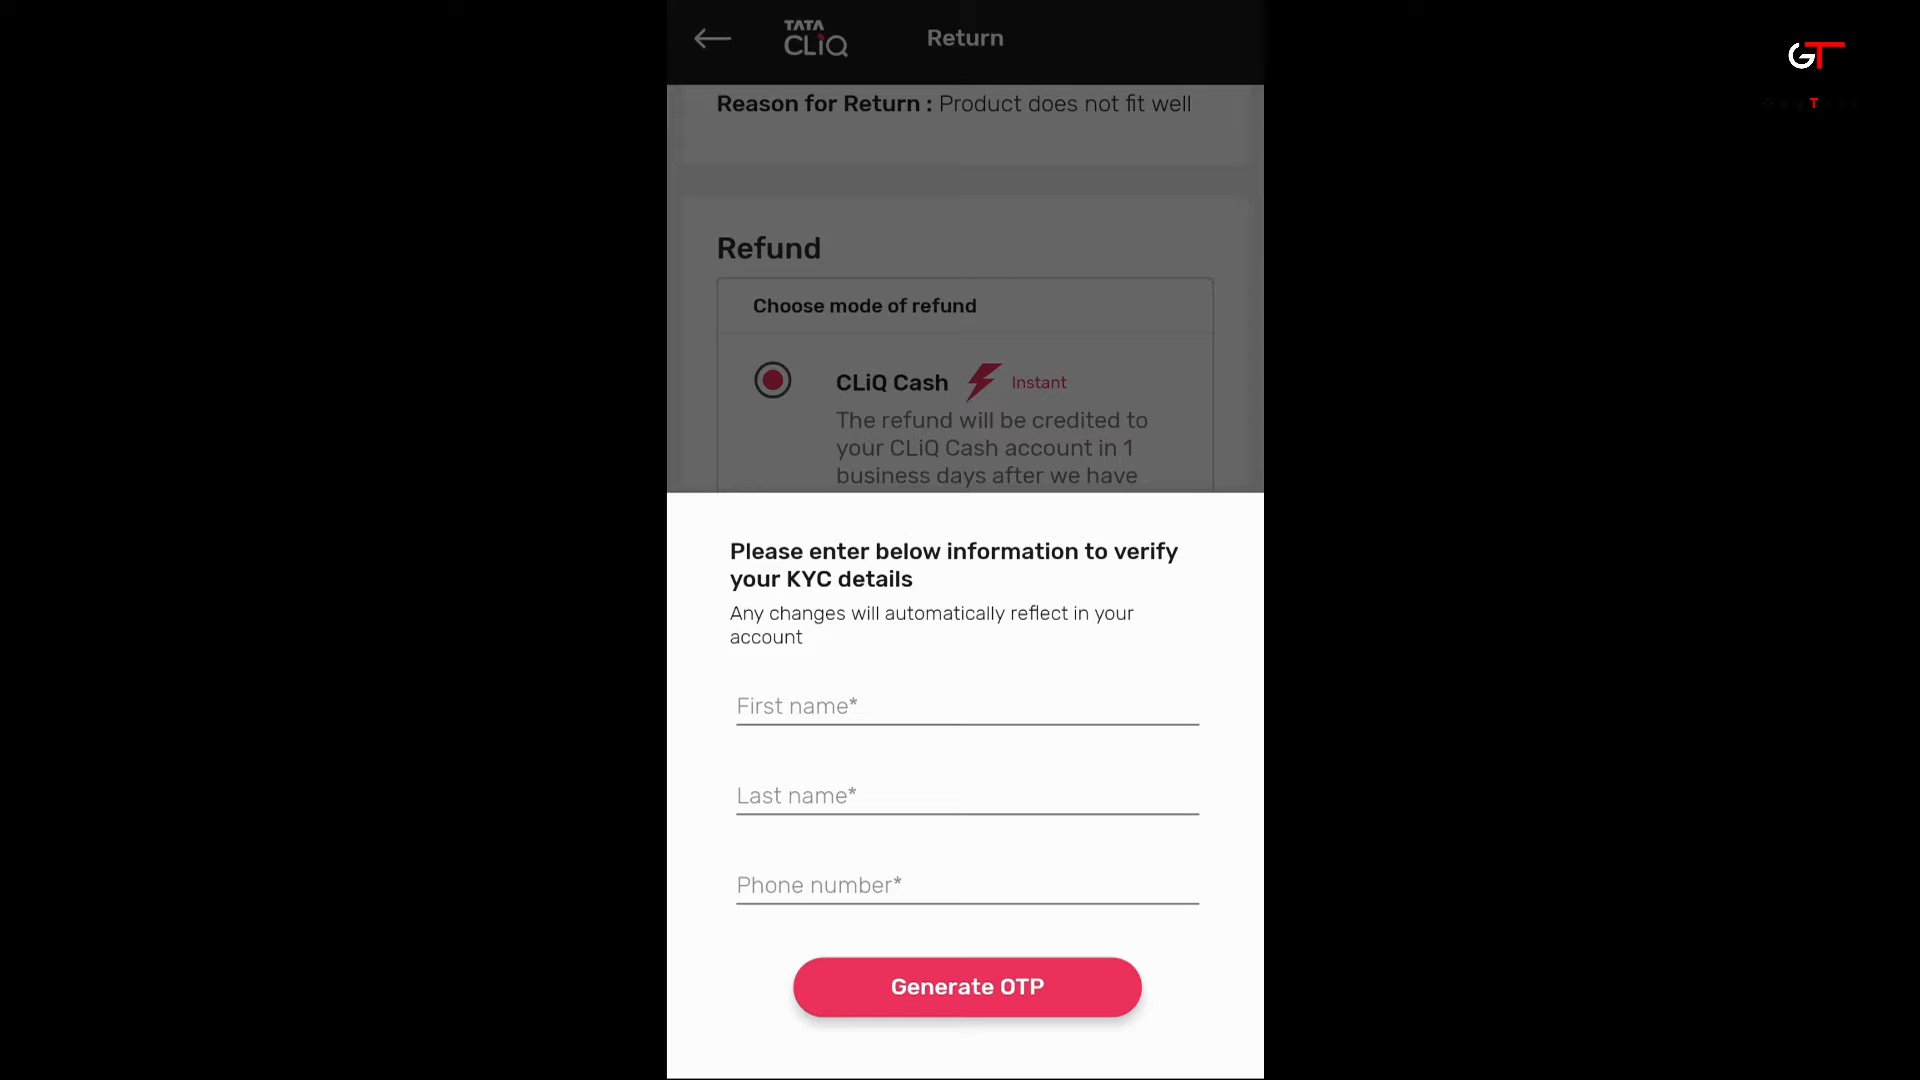 TATA
CLiQ
Return
GT
Reason for Return : Product does not fit well
Refund
Choose mode of refund
CLiQ Cash
Instant
The refund will be credited to
your CLiQ Cash account in 1
business days after we have
Please enter below information to verify
your KYC details
Any changes will automatically reflect in your
account
First name*
Last name*
Phone number*
Generate OTP